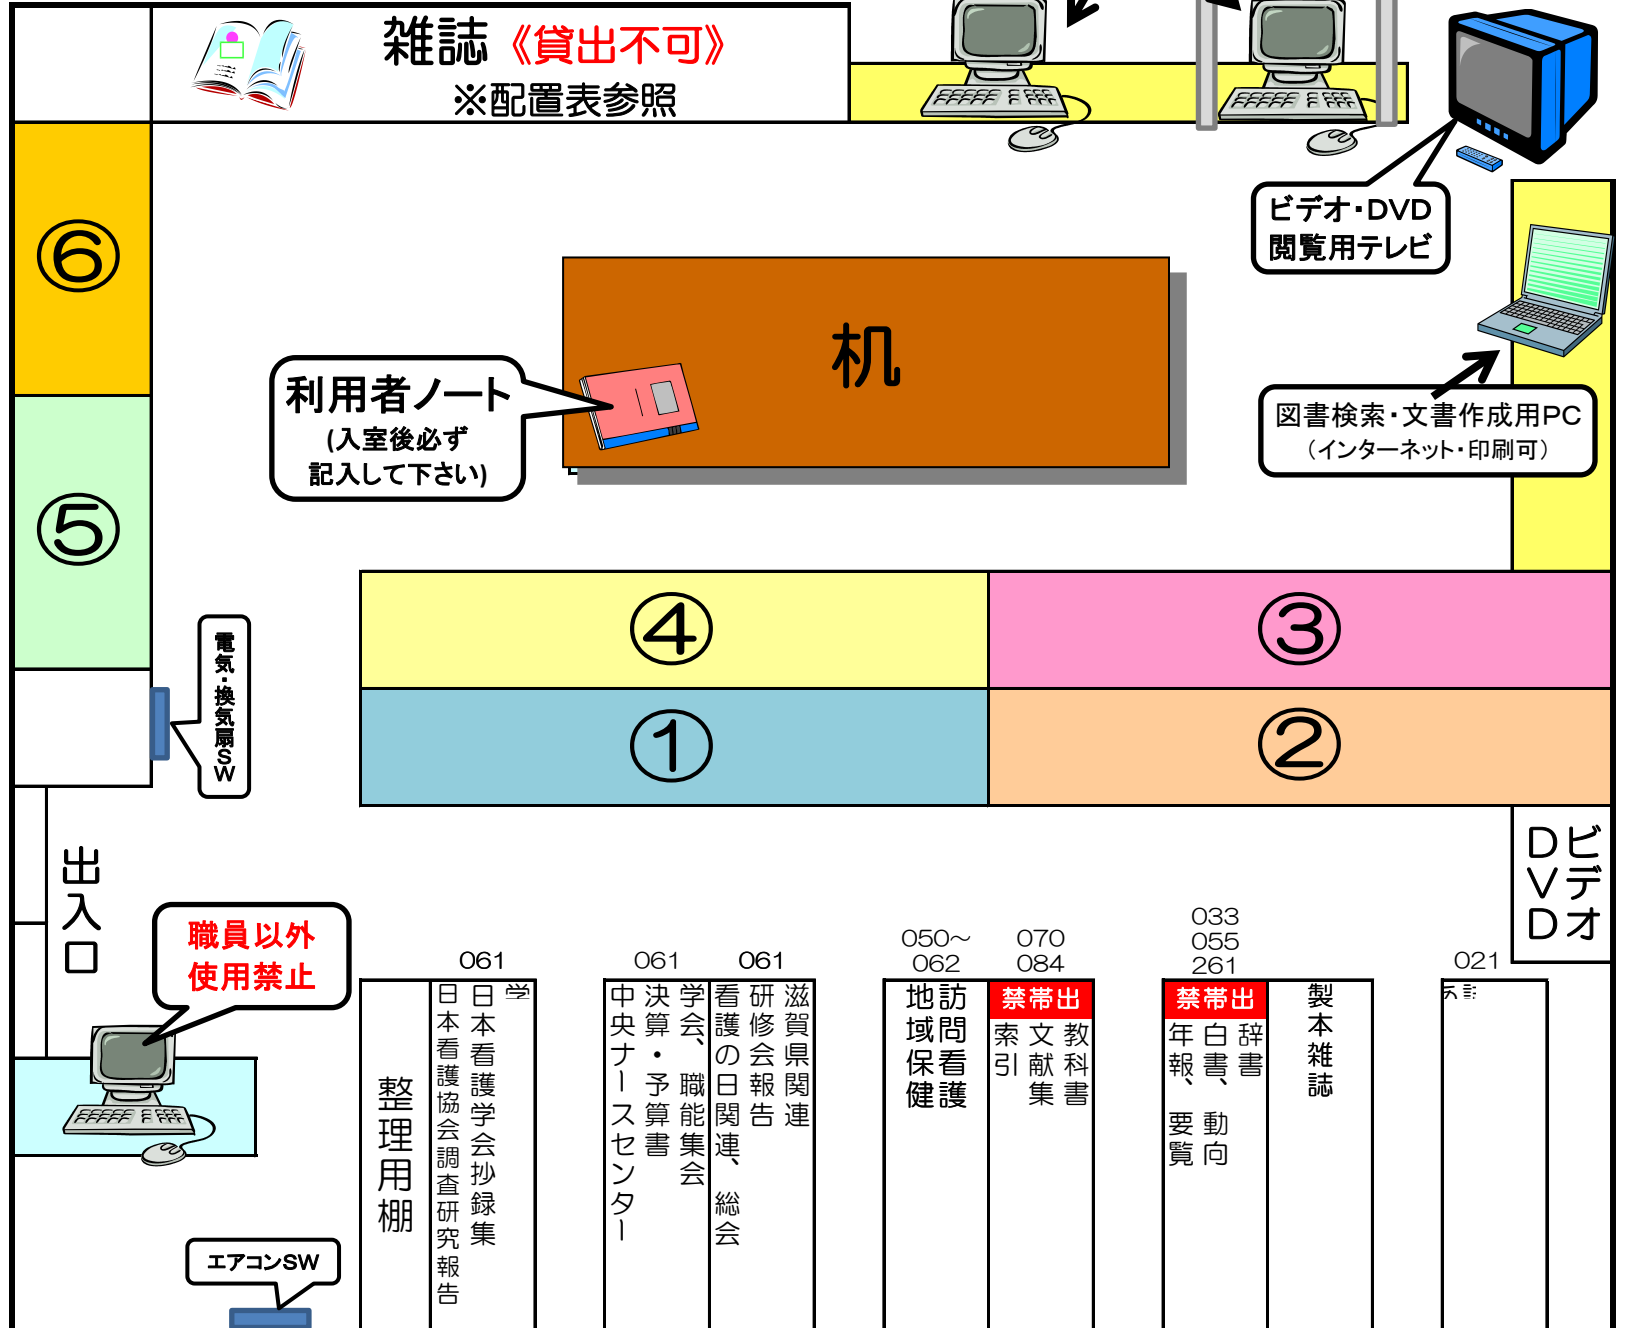 雑誌《貸出不可》
※配置表参照
⑥
ビデオ・DVD
閲覧用テレビ
机
利用者ノート
(入室後必ず
記入して下さい)
図書検索・文書作成用PC
（インターネット・印刷可）
⑤
④
③
電気・換気扇SW
①
②
出入口
ビデオ
DVD
職員以外
使用禁止
整理用棚
061
学
日本看護学会抄録集
日本看護協会調査研究報告
061
学会、職能集会
決算・予算書
中央ナースセンター
061
滋賀県関連
研修会報告
看護の日関連、総会
050～
062
訪問看護
地域保健
070
084
禁帯出
教科書
文献集
索引
033
055
261
禁帯出
辞書
白書、動向
年報、要覧
製本雑誌
021
エアコンSW